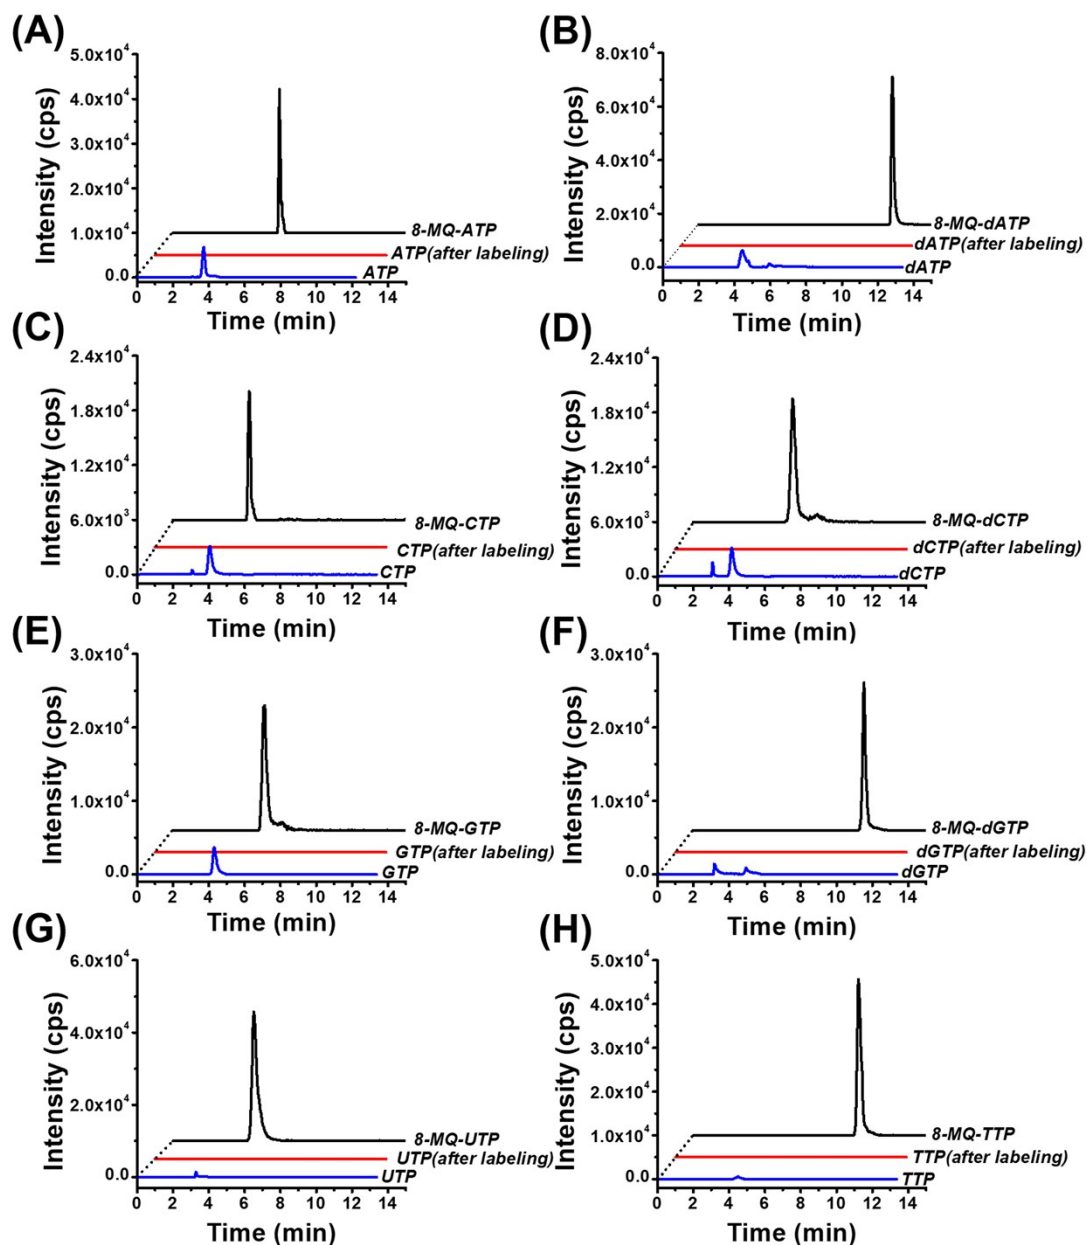 (A)
Intensity (cps)
5.0x10⁴
4.0x10⁴
3.0x10⁴
2.0x10⁴
1.0x10⁴
0.0
8-MQ-ATP
ATP(after labeling)
ATP
0 2 4 6 8 10 12 14
Time (min)
(B)
Intensity (cps)
8.0x10⁴
6.0x10⁴
4.0x10⁴
2.0x10⁴
0.0
8-MQ-dATP
dATP(after labeling)
dATP
0 2 4 6 8 10 12 14
Time (min)
(C)
Intensity (cps)
2.4x10⁴
1.8x10⁴
1.2x10⁴
6.0x10³
0.0
8-MQ-CTP
CTP(after labeling)
CTP
0 2 4 6 8 10 12 14
Time (min)
(D)
Intensity (cps)
2.4x10⁴
1.8x10⁴
1.2x10⁴
6.0x10³
0.0
8-MQ-dCTP
dCTP(after labeling)
dCTP
0 2 4 6 8 10 12 14
Time (min)
(E)
Intensity (cps)
3.0x10⁴
2.0x10⁴
1.0x10⁴
0.0
8-MQ-GTP
GTP(after labeling)
GTP
0 2 4 6 8 10 12 14
Time (min)
(F)
Intensity (cps)
3.0x10⁴
2.0x10⁴
1.0x10⁴
0.0
8-MQ-dGTP
dGTP(after labeling)
dGTP
0 2 4 6 8 10 12 14
Time (min)
(G)
Intensity (cps)
6.0x10⁴
4.0x10⁴
2.0x10⁴
0.0
8-MQ-UTP
UTP(after labeling)
UTP
0 2 4 6 8 10 12 14
Time (min)
(H)
Intensity (cps)
5.0x10⁴
4.0x10⁴
3.0x10⁴
2.0x10⁴
1.0x10⁴
0.0
8-MQ-TTP
TTP(after labeling)
TTP
0 2 4 6 8 10 12 14
Time (min)